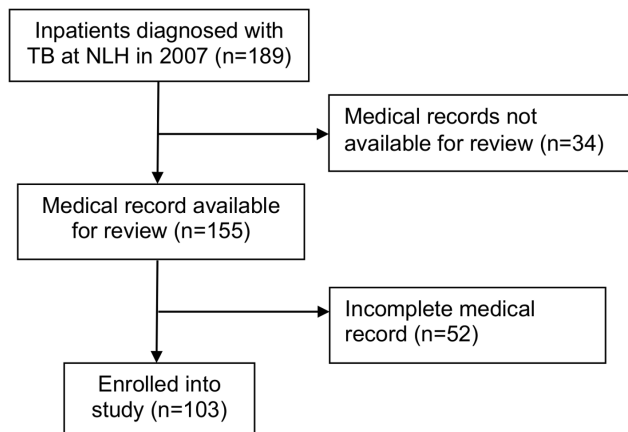 Inpatients diagnosed with
TB at NLH in 2007 (n=189)
Medical records not
available for review (n=34)
Medical record available
for review (n=155)
Incomplete medical
record (n=52)
Enrolled into
study (n=103)